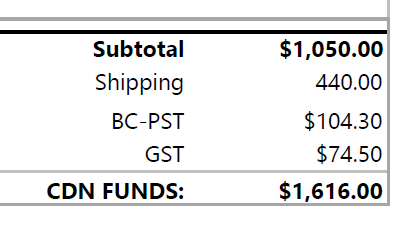 Subtotal $1,050.00
Shipping 440.00
BC-PST $104.30
GST $74.50
CDN FUNDS: $1,616.00